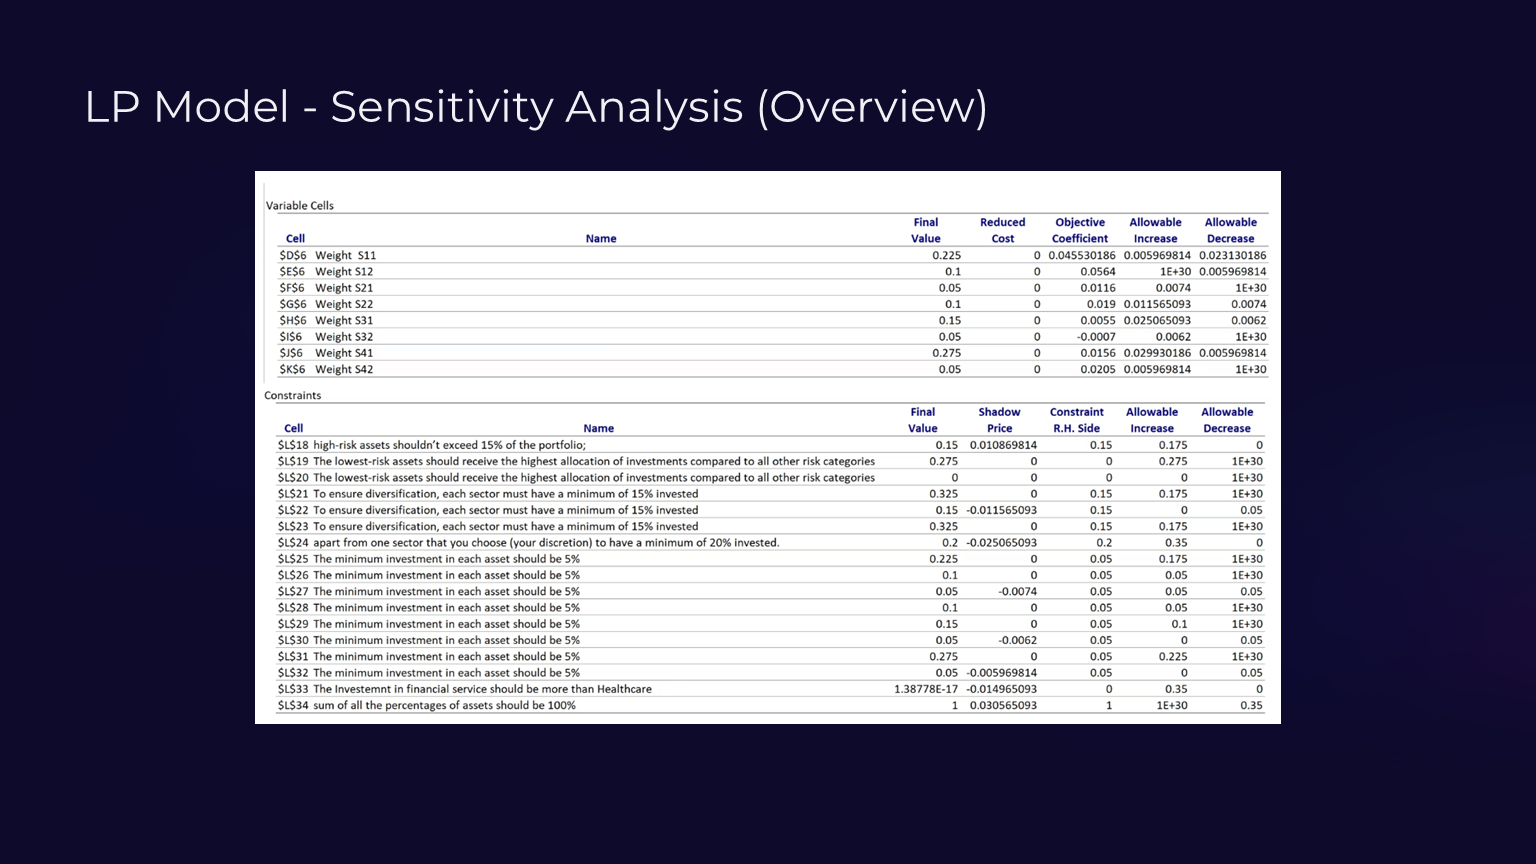 LP Model - Sensitivity Analysis (Overview)
Variable Cells
Final Reduced Objective Allowable Allowable
Cell Name Value Cost Coefficient Increase Decrease
$D$6 Weight S11 0.225 0 0.045530186 0.005969814 0.023130186
$E$6 Weight S12 0.1 0 0.0564 1E+30 0.005969814
$F$6 Weight S21 0.05 0 0.0116 0.0074 1E+30
$G$6 Weight S22 0.1 0 0.019 0.011565093 0.0074
$H$6 Weight S31 0.15 0 0.0055 0.025065093 0.0062
$I$6 Weight S32 0.05 0 -0.0007 0.0062 1E+30
$J$6 Weight S41 0.275 0 0.0156 0.029930186 0.005969814
$K$6 Weight S42 0.05 0 0.0205 0.005969814 1E+30
Constraints
Final Shadow Constraint Allowable Allowable
Cell Name Value Price R.H. Side Increase Decrease
$L$18 high-risk assets shouldn't exceed 15% of the portfolio; 0.15 0.010869814 0.15 0.175 0
$L$19 The lowest-risk assets should receive the highest allocation of investments compared to all other risk categories 0.275 0 0 0.275 1E+30
$L$20 The lowest-risk assets should receive the highest allocation of investments compared to all other risk categories 0 0 0 0 1E+30
$L$21 To ensure diversification, each sector must have a minimum of 15% invested 0.325 0 0.15 0.175 1E+30
$L$22 To ensure diversification, each sector must have a minimum of 15% invested 0.15 -0.011565093 0.15 0 0.05
$L$23 To ensure diversification, each sector must have a minimum of 15% invested 0.325 0 0.15 0.175 1E+30
$L$24 apart from one sector that you choose (your discretion) to have a minimum of 20% invested. 0.2 -0.025065093 0.2 0.35 0
$L$25 The minimum investment in each asset should be 5% 0.225 0 0.05 0.175 1E+30
$L$26 The minimum investment in each asset should be 5% 0.1 0 0.05 0.05 1E+30
$L$27 The minimum investment in each asset should be 5% 0.05 -0.0074 0.05 0.05 0.05
$L$28 The minimum investment in each asset should be 5% 0.1 0 0.05 0.05 1E+30
$L$29 The minimum investment in each asset should be 5% 0.15 0 0.05 0.1 1E+30
$L$30 The minimum investment in each asset should be 5% 0.05 -0.0062 0.05 0 0.05
$L$31 The minimum investment in each asset should be 5% 0.275 0 0.05 0.225 1E+30
$L$32 The minimum investment in each asset should be 5% 0.05 -0.005969814 0.05 0 0.05
$L$33 The Investemnt in financial service should be more than Healthcare 1.38778E-17 -0.014965093 0 0.35 0
$L$34 sum of all the percentages of assets should be 100% 1 0.030565093 1 1E+30 0.35